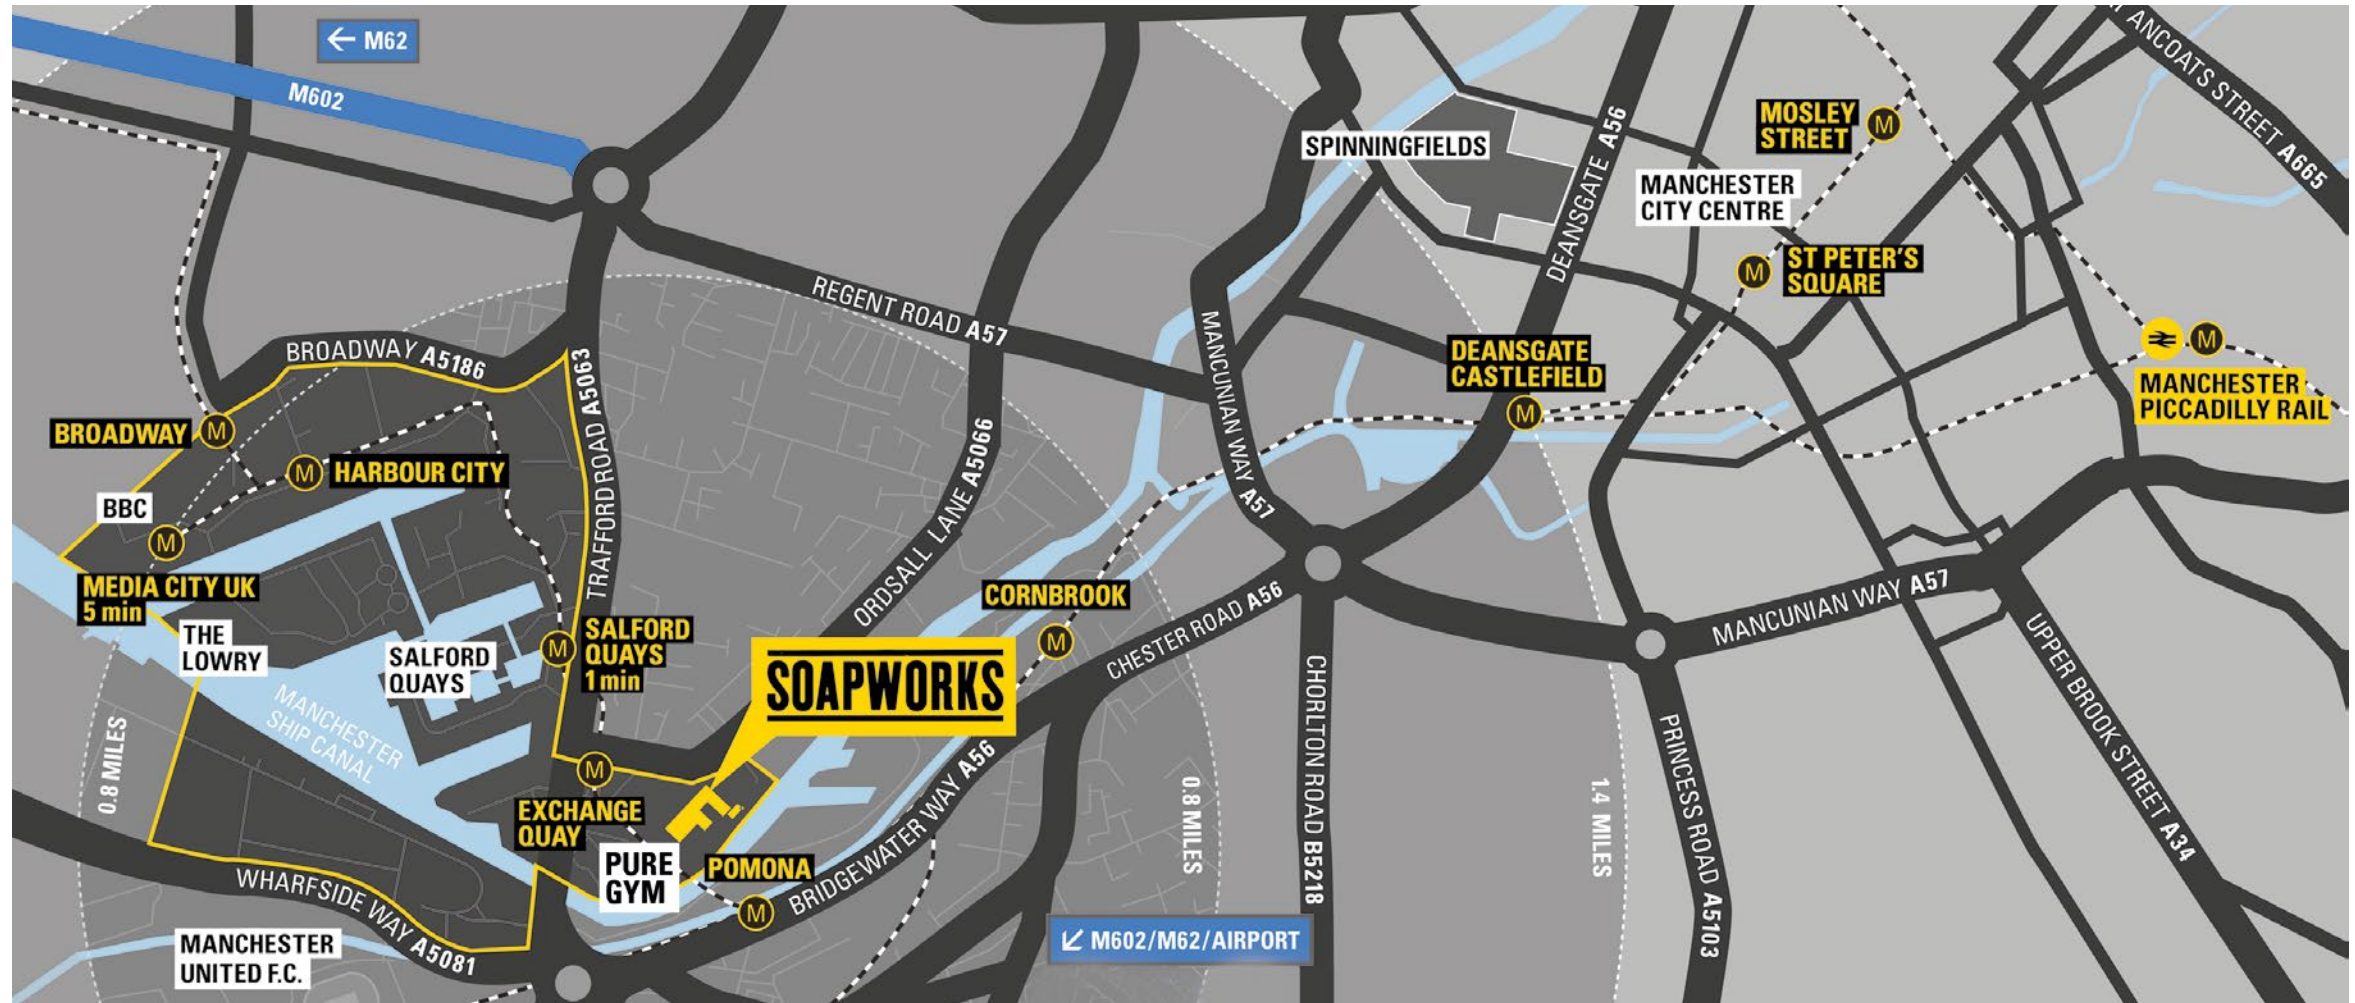 ← M62
M602
ANCOATS STREET A665
MOSLEY
STREET
M
SPINNINGFIELDS
DEANSGATE A56
MANCHESTER
CITY CENTRE
M
ST PETER'S
SQUARE
REGENT ROAD A57
MANCUNIAN WAY A57
BROADWAY A5186
TRAFFORD ROAD A5063
DEANSGATE
CASTLEFIELD
M
M
MANCHESTER
PICCADILLY RAIL
BROADWAY
M
M
HARBOUR CITY
ORDSALL LANE A5066
BBC
M
MEDIA CITY UK
5 min
CORNBROOK
M
CHESTER ROAD A56
MANCUNIAN WAY A57
THE
LOWRY
SALFORD
QUAYS
M
SALFORD
QUAYS
1 min
SOAPWORKS
CHORLTON ROAD B5218
UPPER BROOK STREET A34
PRINCESS ROAD A5103
MANCHESTER
SHIP CANAL
0.8 MILES
M
EXCHANGE
QUAY
BRIDGEWATER WAY A56
0.8 MILES
1.4 MILES
PURE
GYM
POMONA
M
WHARFSIDE WAY A5081
MANCHESTER
UNITED F.C.
↙ M602/M62/AIRPORT